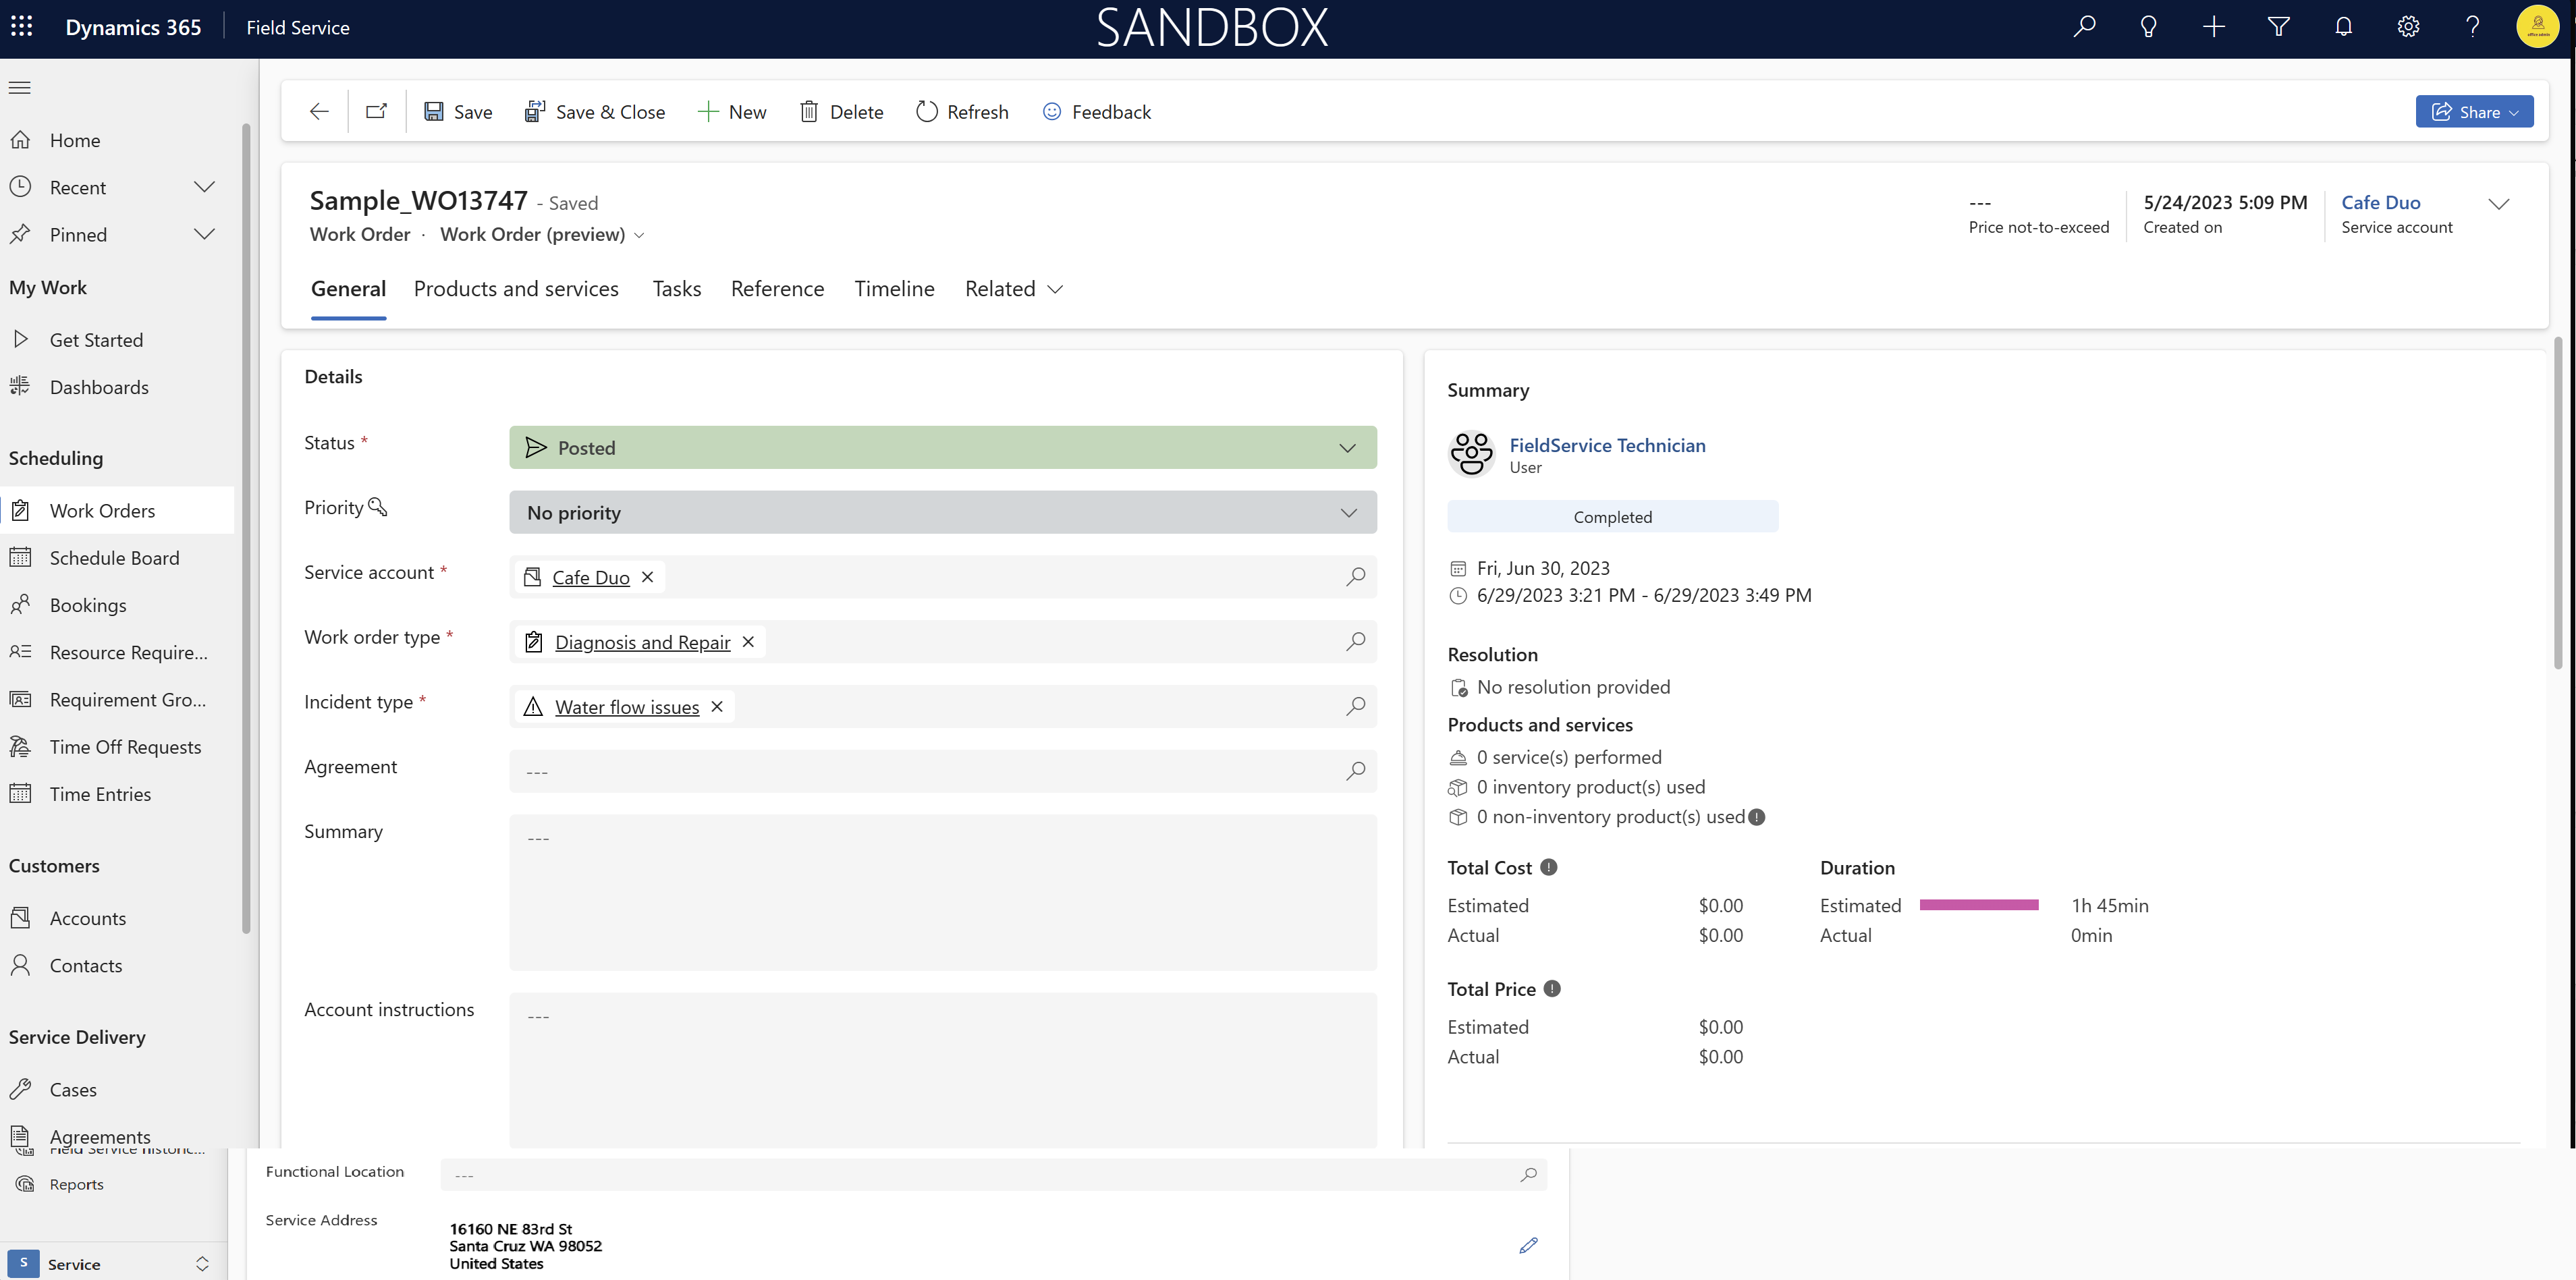 Dynamics 365
Field Service
SANDBOX
office admin
Home
Recent
Pinned
My Work
Get Started
Dashboards
Scheduling
Work Orders
Schedule Board
Bookings
Resource Require...
Requirement Gro...
Time Off Requests
Time Entries
Customers
Accounts
Contacts
Service Delivery
Cases
Agreements
Field Service historic...
Reports
S Service
Save
Save & Close
New
Delete
Refresh
Feedback
Share
Sample_WO13747 - Saved
Work Order · Work Order (preview)
---
Price not-to-exceed
5/24/2023 5:09 PM
Created on
Cafe Duo
Service account
General
Products and services
Tasks
Reference
Timeline
Related
Details
Status *
Posted
Priority
No priority
Service account *
Cafe Duo
Work order type *
Diagnosis and Repair
Incident type *
Water flow issues
Agreement
---
Summary
---
Account instructions
---
Functional Location
---
Service Address
16160 NE 83rd St
Santa Cruz WA 98052
United States
Summary
FieldService Technician
User
Completed
Fri, Jun 30, 2023
6/29/2023 3:21 PM - 6/29/2023 3:49 PM
Resolution
No resolution provided
Products and services
0 service(s) performed
0 inventory product(s) used
0 non-inventory product(s) used
Total Cost
Estimated $0.00
Actual $0.00
Duration
Estimated 1h 45min
Actual 0min
Total Price
Estimated $0.00
Actual $0.00